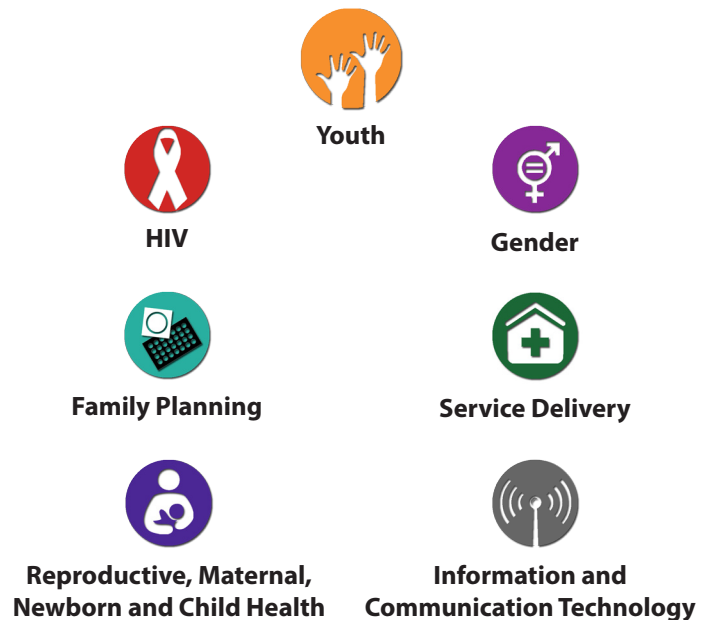 Youth
HIV
Gender
Family Planning
Service Delivery
Reproductive, Maternal,
Newborn and Child Health
Information and
Communication Technology